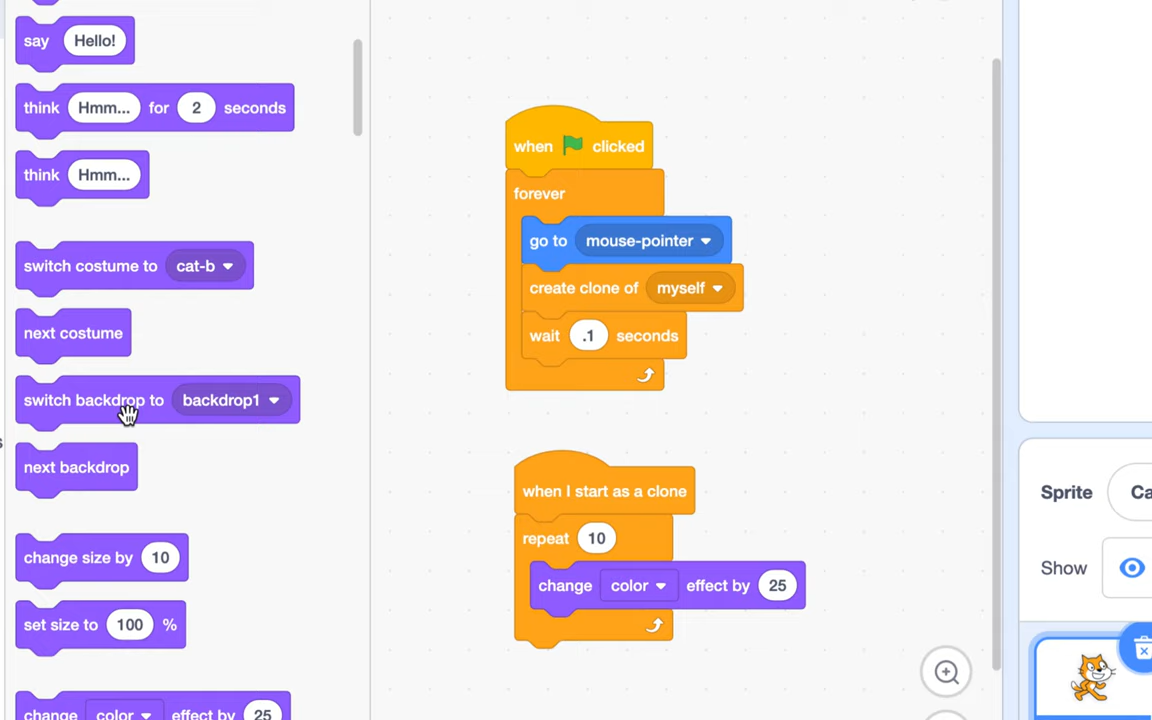 say Hello!
think Hmm... for 2 seconds
think Hmm...
switch costume to cat-b
next costume
switch backdrop to backdrop1
next backdrop
change size by 10
set size to 100 %
change color effect by 25
when clicked
forever
go to mouse-pointer
create clone of myself
wait .1 seconds
when I start as a clone
repeat 10
change color effect by 25
Sprite Ca
Show